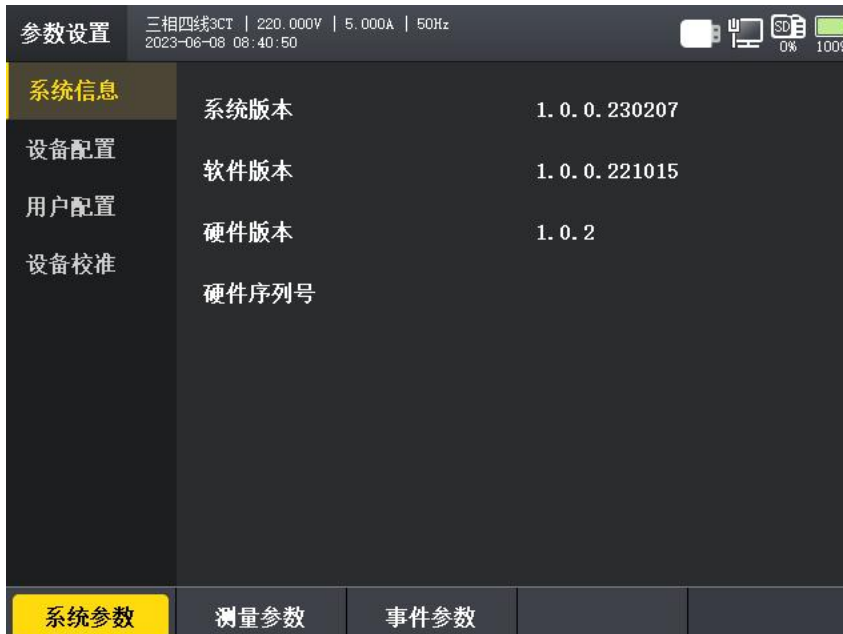 参数设置
三相四线3CT | 220.000V | 5.000A | 50Hz
2023-06-08 08:40:50
SD
0%
系统信息
设备配置
用户配置
设备校准
系统版本 1.0.0.230207
软件版本 1.0.0.221015
硬件版本 1.0.2
硬件序列号
系统参数 测量参数 事件参数